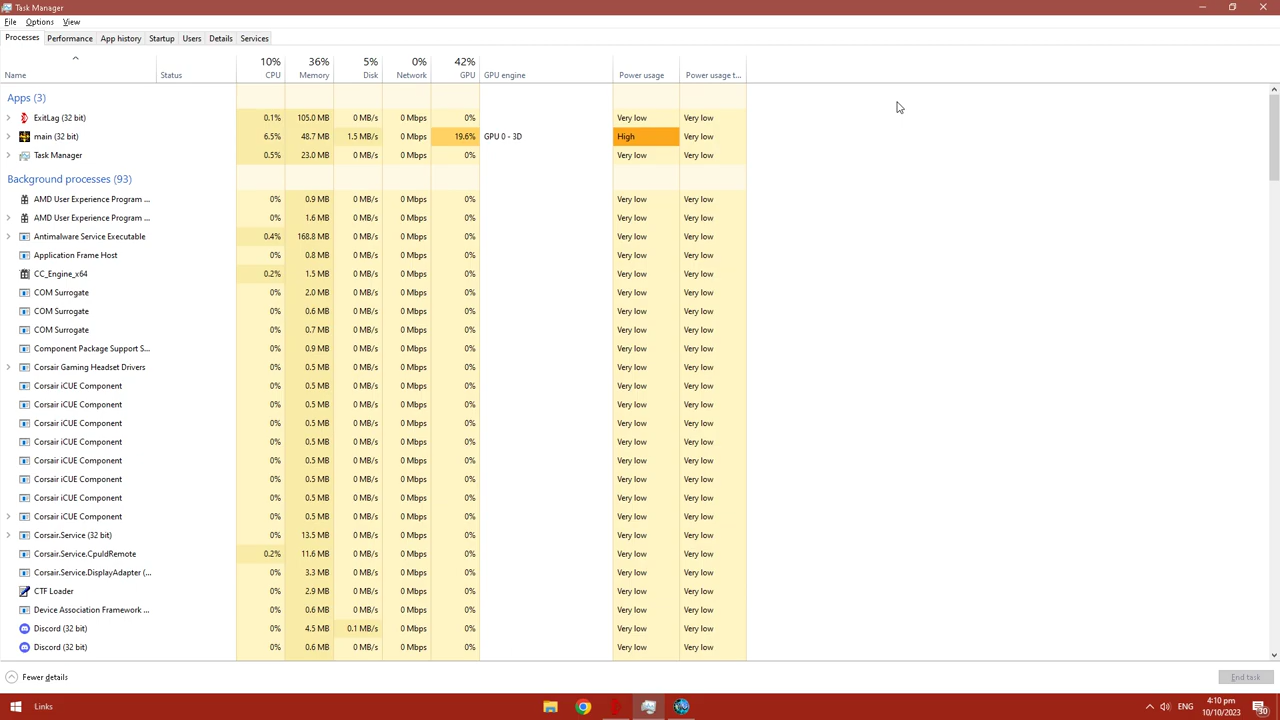 Task Manager
File Options View
Processes Performance App history Startup Users Details Services
10% 36% 5% 0% 42%
Name Status CPU Memory Disk Network GPU GPU engine Power usage Power usage t...
Apps (3)
ExitLag (32 bit) 0.1% 105.0 MB 0 MB/s 0 Mbps 0% Very low Very low
main (32 bit) 6.5% 48.7 MB 1.5 MB/s 0 Mbps 19.6% GPU 0 - 3D High Very low
Task Manager 0.5% 23.0 MB 0 MB/s 0 Mbps 0% Very low Very low
Background processes (93)
AMD User Experience Program ... 0% 0.9 MB 0 MB/s 0 Mbps 0% Very low Very low
AMD User Experience Program ... 0% 1.6 MB 0 MB/s 0 Mbps 0% Very low Very low
Antimalware Service Executable 0.4% 168.8 MB 0 MB/s 0 Mbps 0% Very low Very low
Application Frame Host 0% 0.8 MB 0 MB/s 0 Mbps 0% Very low Very low
CC_Engine_x64 0.2% 1.5 MB 0 MB/s 0 Mbps 0% Very low Very low
COM Surrogate 0% 2.0 MB 0 MB/s 0 Mbps 0% Very low Very low
COM Surrogate 0% 0.6 MB 0 MB/s 0 Mbps 0% Very low Very low
COM Surrogate 0% 0.7 MB 0 MB/s 0 Mbps 0% Very low Very low
Component Package Support S... 0% 0.9 MB 0 MB/s 0 Mbps 0% Very low Very low
Corsair Gaming Headset Drivers 0% 0.5 MB 0 MB/s 0 Mbps 0% Very low Very low
Corsair iCUE Component 0% 0.5 MB 0 MB/s 0 Mbps 0% Very low Very low
Corsair iCUE Component 0% 0.5 MB 0 MB/s 0 Mbps 0% Very low Very low
Corsair iCUE Component 0% 0.5 MB 0 MB/s 0 Mbps 0% Very low Very low
Corsair iCUE Component 0% 0.5 MB 0 MB/s 0 Mbps 0% Very low Very low
Corsair iCUE Component 0% 0.5 MB 0 MB/s 0 Mbps 0% Very low Very low
Corsair iCUE Component 0% 0.5 MB 0 MB/s 0 Mbps 0% Very low Very low
Corsair iCUE Component 0% 0.5 MB 0 MB/s 0 Mbps 0% Very low Very low
Corsair iCUE Component 0% 0.5 MB 0 MB/s 0 Mbps 0% Very low Very low
Corsair.Service (32 bit) 0% 13.5 MB 0 MB/s 0 Mbps 0% Very low Very low
Corsair.Service.CpuIdRemote 0.2% 11.6 MB 0 MB/s 0 Mbps 0% Very low Very low
Corsair.Service.DisplayAdapter (... 0% 3.3 MB 0 MB/s 0 Mbps 0% Very low Very low
CTF Loader 0% 2.9 MB 0 MB/s 0 Mbps 0% Very low Very low
Device Association Framework ... 0% 0.6 MB 0 MB/s 0 Mbps 0% Very low Very low
Discord (32 bit) 0% 4.5 MB 0.1 MB/s 0 Mbps 0% Very low Very low
Discord (32 bit) 0% 0.6 MB 0 MB/s 0 Mbps 0% Very low Very low
Fewer details End task
Links ENG 4:10 pm
10/10/2023 30